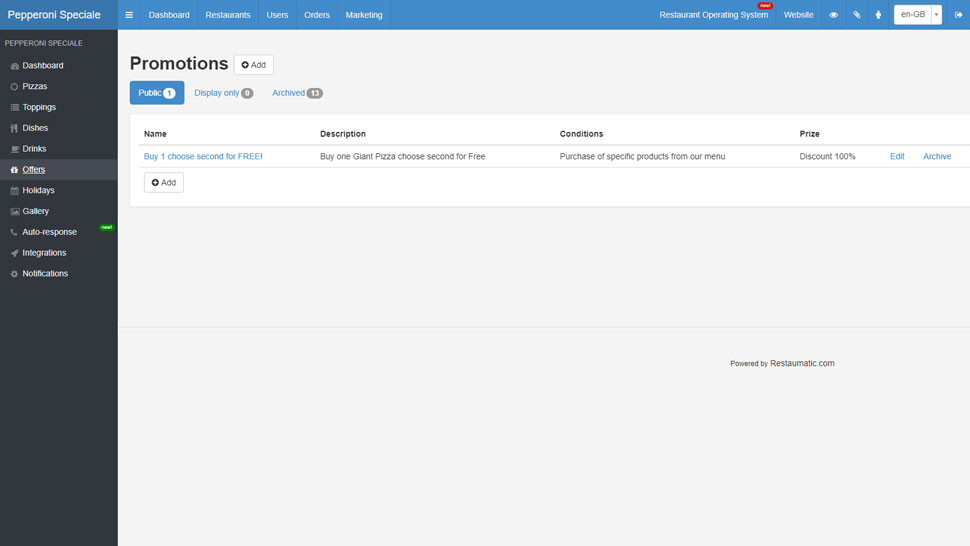 Pepperoni Speciale
Dashboard
Restaurants
Users
Orders
Marketing
Restaurant Operating System
new!
Website
en-GB
PEPPERONI SPECIALE
Dashboard
Pizzas
Toppings
Dishes
Drinks
Offers
Holidays
Gallery
Auto-response
new!
Integrations
Notifications
Promotions
Add
Public 1
Display only 0
Archived 13
Name Description Conditions Prize
Buy 1 choose second for FREE! Buy one Giant Pizza choose second for Free Purchase of specific products from our menu Discount 100% Edit Archive
Add
Powered by Restaumatic.com